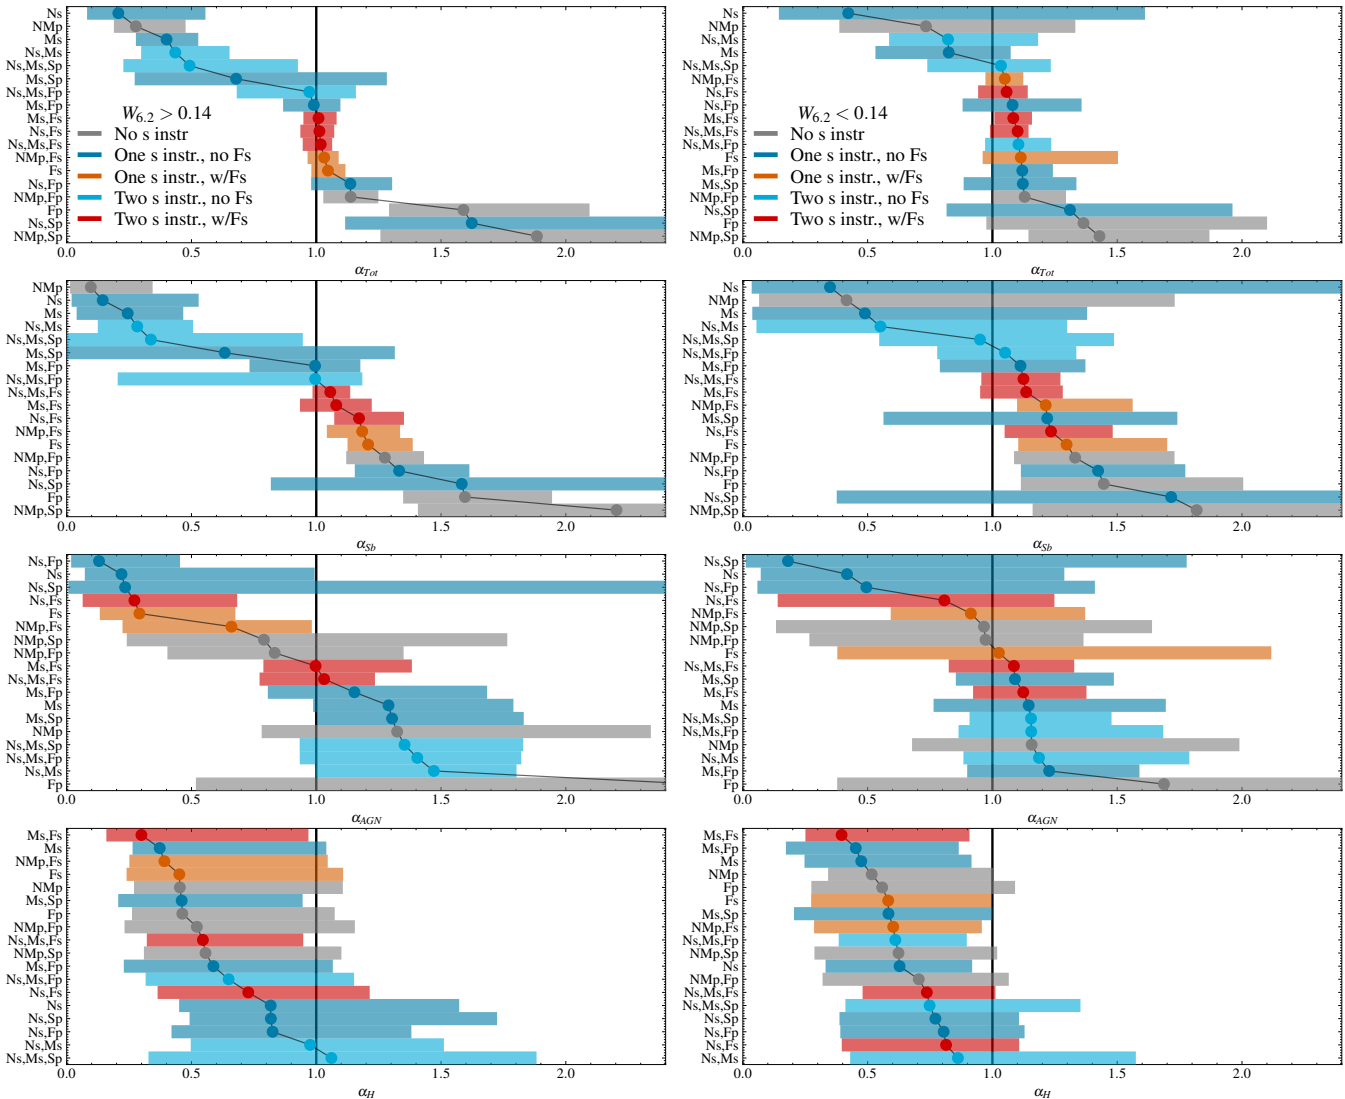 Ns
NMp
Ms
Ns,Ms
Ns,Ms,Sp
Ms,Sp
Ns,Ms,Fp
Ms,Fp
Ms,Fs
Ns,Fs
Ns,Ms,Fs
NMp,Fs
Fs
Ns,Fp
NMp,Fp
Fp
Ns,Sp
NMp,Sp
W6.2 > 0.14
No s instr
One s instr., no Fs
One s instr., w/Fs
Two s instr., no Fs
Two s instr., w/Fs
0.0 0.5 1.0 1.5 2.0
αTot
Ns
NMp
Ns,Ms
Ms
Ns,Ms,Sp
NMp,Fs
Ns,Fs
Ns,Fp
Ms,Fs
Ns,Ms,Fs
Ns,Ms,Fp
Fs
Ms,Fp
Ms,Sp
NMp,Fp
Ns,Sp
Fp
NMp,Sp
W6.2 < 0.14
No s instr
One s instr., no Fs
One s instr., w/Fs
Two s instr., no Fs
Two s instr., w/Fs
0.0 0.5 1.0 1.5 2.0
αTot
NMp
Ns
Ms
Ns,Ms
Ns,Ms,Sp
Ms,Sp
Ms,Fp
Ns,Ms,Fp
Ns,Ms,Fs
Ms,Fs
Ns,Fs
NMp,Fs
Fs
NMp,Fp
Ns,Fp
Ns,Sp
Fp
NMp,Sp
0.0 0.5 1.0 1.5 2.0
αSb
Ns
NMp
Ms
Ns,Ms
Ns,Ms,Sp
Ns,Ms,Fp
Ms,Fp
Ns,Ms,Fs
Ms,Fs
NMp,Fs
Ms,Sp
Ns,Fs
Fs
NMp,Fp
Ns,Fp
Fp
Ns,Sp
NMp,Sp
0.0 0.5 1.0 1.5 2.0
αSb
Ns,Fp
Ns
Ns,Sp
Ns,Fs
Fs
NMp,Fs
NMp,Sp
NMp,Fp
Ms,Fs
Ns,Ms,Fs
Ms,Fp
Ms
Ms,Sp
NMp
Ns,Ms,Sp
Ns,Ms,Fp
Ns,Ms
Fp
0.0 0.5 1.0 1.5 2.0
αAGN
Ns,Sp
Ns
Ns,Fp
Ns,Fs
NMp,Fs
NMp,Sp
NMp,Fp
Fs
Ns,Ms,Fs
Ms,Sp
Ms,Fs
Ms
Ns,Ms,Sp
Ns,Ms,Fp
NMp
Ns,Ms
Ms,Fp
Fp
0.0 0.5 1.0 1.5 2.0
αAGN
Ms,Fs
Ms
NMp,Fs
Fs
NMp
Ms,Sp
Fp
NMp,Fp
Ns,Ms,Fs
NMp,Sp
Ms,Fp
Ns,Ms,Fp
Ns,Fs
Ns
Ns,Sp
Ns,Fp
Ns,Ms
Ns,Ms,Sp
0.0 0.5 1.0 1.5 2.0
αH
Ms,Fs
Ms,Fp
Ms
NMp
Fp
Fs
Ms,Sp
NMp,Fs
Ns,Ms,Fp
NMp,Sp
Ns
NMp,Fp
Ns,Ms,Fs
Ns,Ms,Sp
Ns,Sp
Ns,Fp
Ns,Fs
Ns,Ms
0.0 0.5 1.0 1.5 2.0
αH